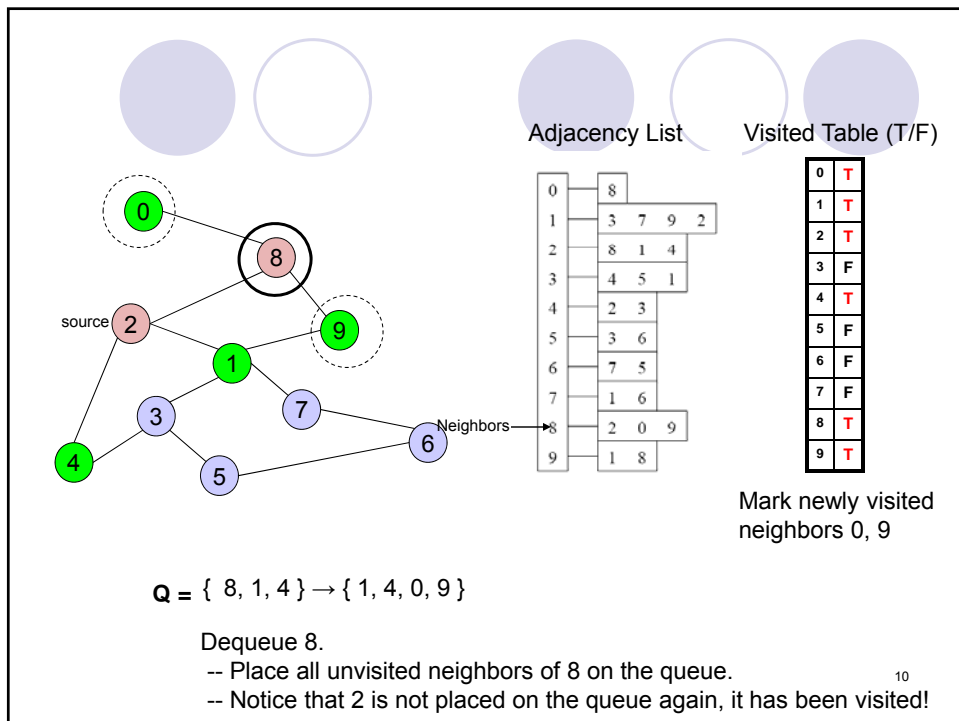 Adjacency List
Visited Table (T/F)
0
8
source 2
9
1
3
7
4
5
6
Neighbors
0 8
1 3 7 9 2
2 8 1 4
3 4 5 1
4 2 3
5 3 6
6 7 5
7 1 6
8 2 0 9
9 1 8
0 T
1 T
2 T
3 F
4 T
5 F
6 F
7 F
8 T
9 T
Mark newly visited
neighbors 0, 9
Q = { 8, 1, 4 } → { 1, 4, 0, 9 }
Dequeue 8.
-- Place all unvisited neighbors of 8 on the queue.
-- Notice that 2 is not placed on the queue again, it has been visited!
10